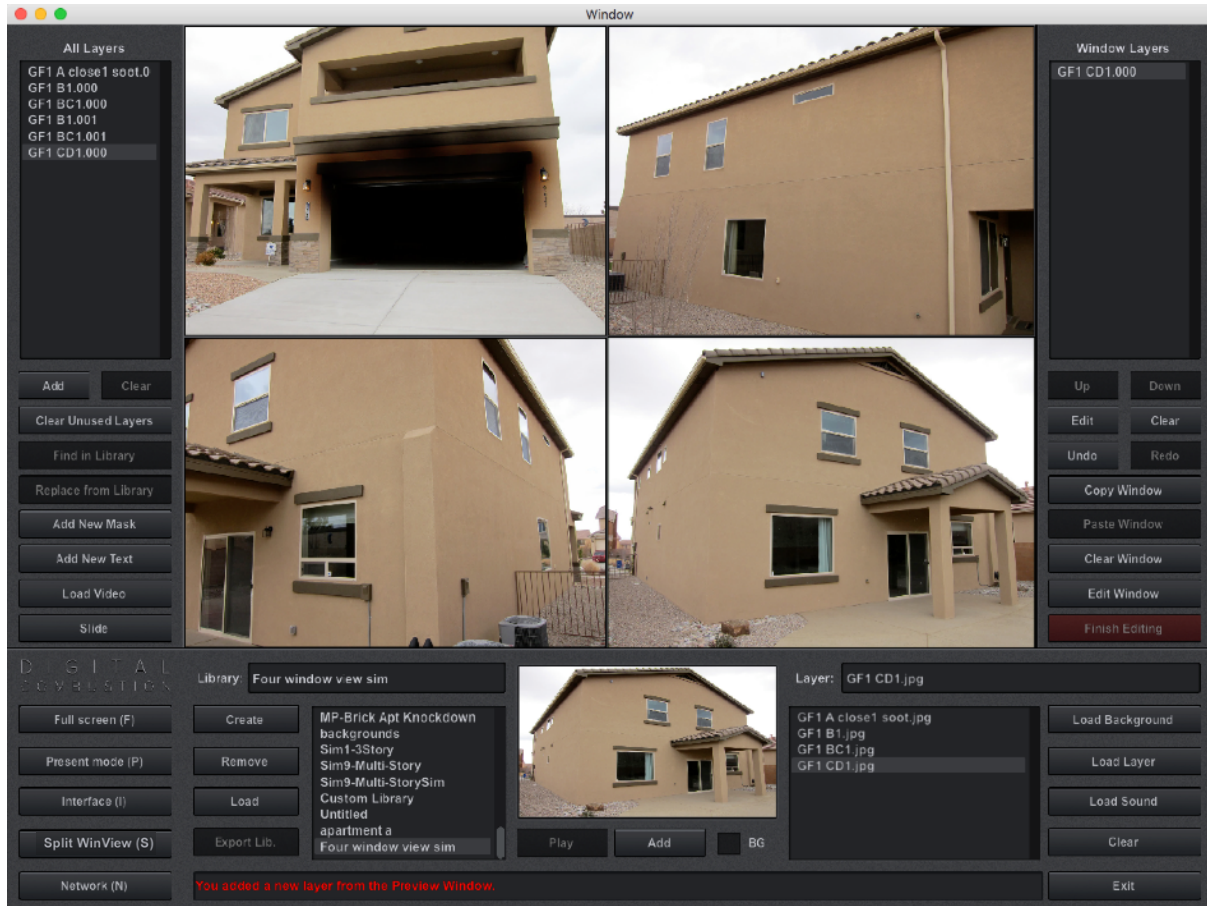 Window
All Layers
GF1 A close1 soot.0
GF1 B1.000
GF1 BC1.000
GF1 B1.001
GF1 BC1.001
GF1 CD1.000
Add
Clear
Clear Unused Layers
Find in Library
Replace from Library
Add New Mask
Add New Text
Load Video
Slide
Window Layers
GF1 CD1.000
Up
Down
Edit
Clear
Undo
Redo
Copy Window
Paste Window
Clear Window
Edit Window
Finish Editing
DIGITAL
COMBUSTION
Full screen (F)
Present mode (P)
Interface (I)
Split WinView (S)
Network (N)
Library: Four window view sim
Create
Remove
Load
Export Lib.
MP-Brick Apt Knockdown
backgrounds
Sim1-3Story
Sim9-Multi-Story
Sim9-Multi-StorySim
Custom Library
Untitled
apartment a
Four window view sim
Play
Add
BG
Layer: GF1 CD1.jpg
GF1 A close1 soot.jpg
GF1 B1.jpg
GF1 BC1.jpg
GF1 CD1.jpg
Load Background
Load Layer
Load Sound
Clear
Exit
You added a new layer from the Preview Window.